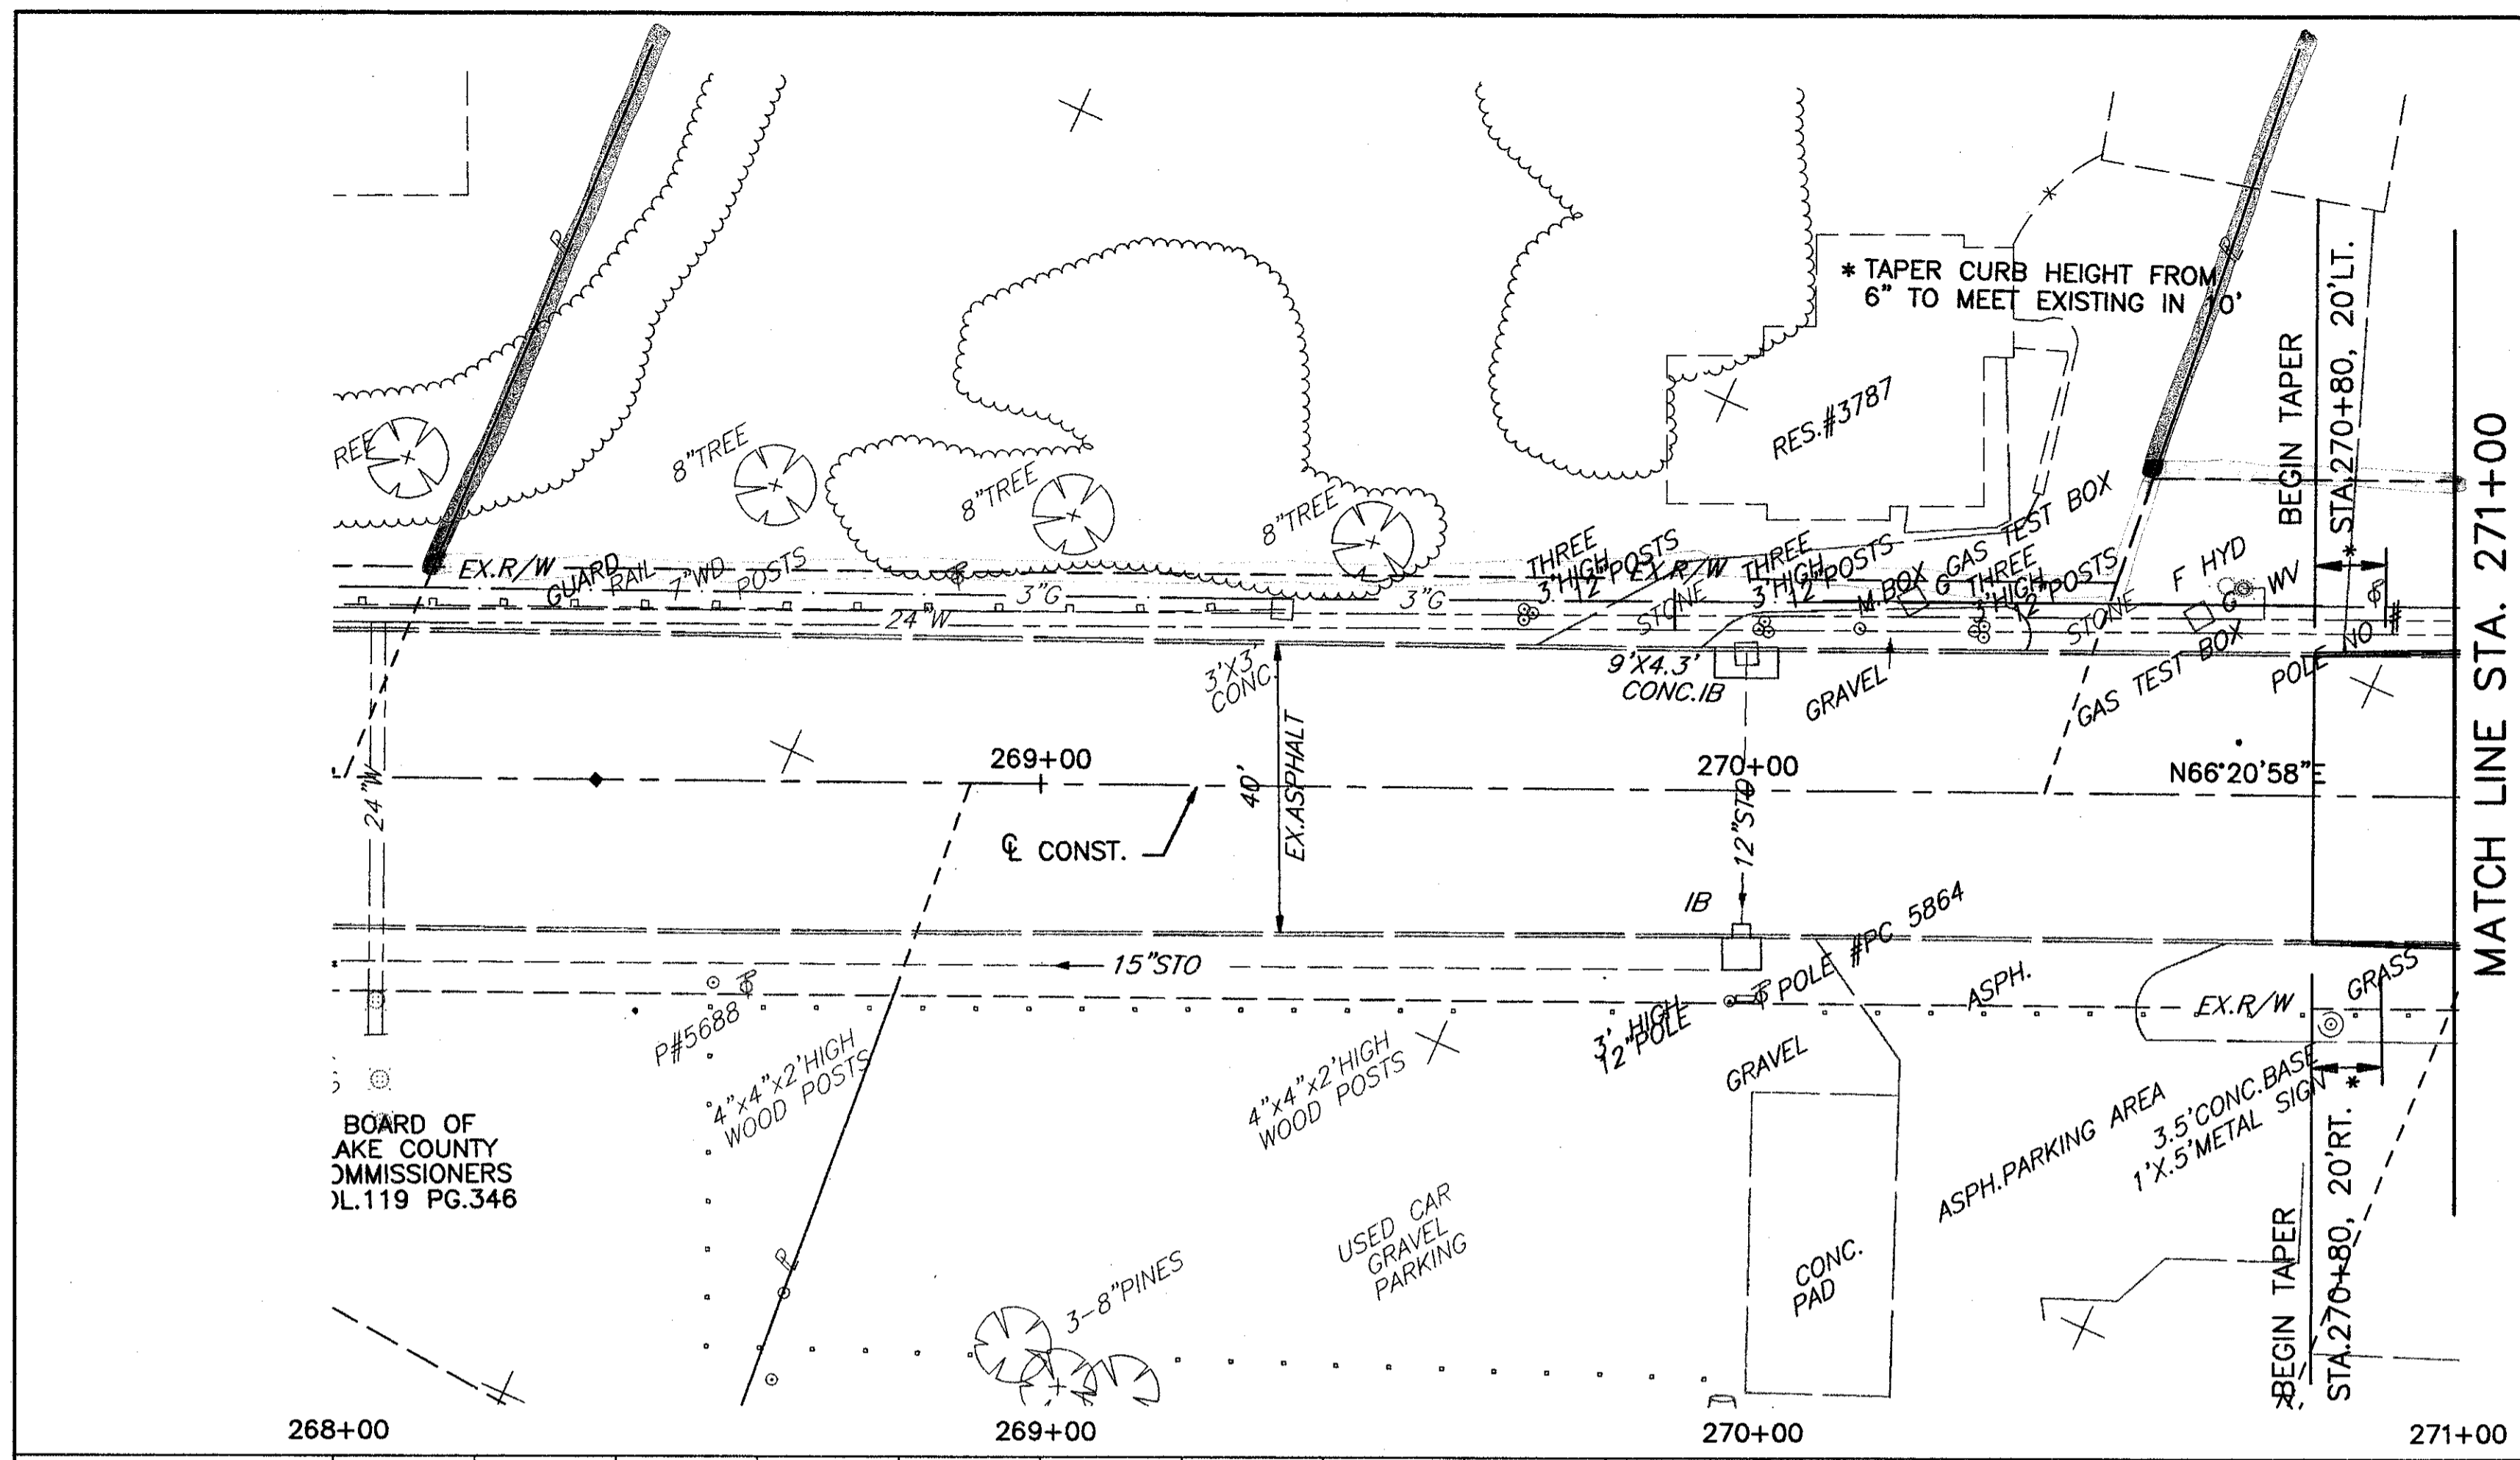 * TAPER CURB HEIGHT FROM
6" TO MEET EXISTING IN 10'
BEGIN TAPER
* STA.270+80, 20'LT.
MATCH LINE STA. 271+00
RES.#3787
8"TREE
8"TREE
8"TREE
EX.R/W
GUARD
RAIL
7"WD POSTS
3"G
3"G
24"W
THREE
3'HIGH
12"POSTS
EX.R/W
STONE
THREE
3'HIGH
12"POSTS
M.BOX
G
GAS TEST BOX
THREE
3'HIGH
12"POSTS
STONE
F HYD
G
WV
GAS TEST BOX
POLE NO #
3'X3'
CONC.
9'X4.3'
CONC.IB
GRAVEL
24"W
269+00
270+00
N66°20'58"E
℄ CONST.
40'
EX.ASPHALT
12"STO
IB
15"STO
POLE #PC 5864
3' HIGH
12"POLE
ASPH.
EX.R/W
GRASS
P#5688
4"x4"x2'HIGH
WOOD POSTS
4"x4"x2'HIGH
WOOD POSTS
GRAVEL
BOARD OF
AKE COUNTY
OMMISSIONERS
OL.119 PG.346
ASPH.PARKING AREA
3.5'CONC.BASE
1'X.5'METAL SIGN
USED CAR
GRAVEL
PARKING
3-8"PINES
CONC.
PAD
BEGIN TAPER
STA.270+80, 20'RT. *
268+00
269+00
270+00
271+00